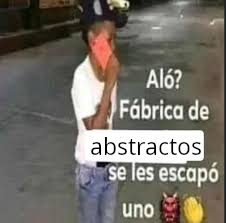 Aló?
Fábrica de
abstractos
se les escapó
uno 👹👏